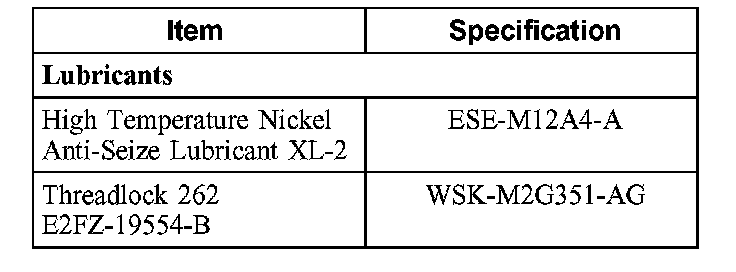 Item Specification
Lubricants
High Temperature Nickel ESE-M12A4-A
Anti-Seize Lubricant XL-2
Threadlock 262 WSK-M2G351-AG
E2FZ-19554-B